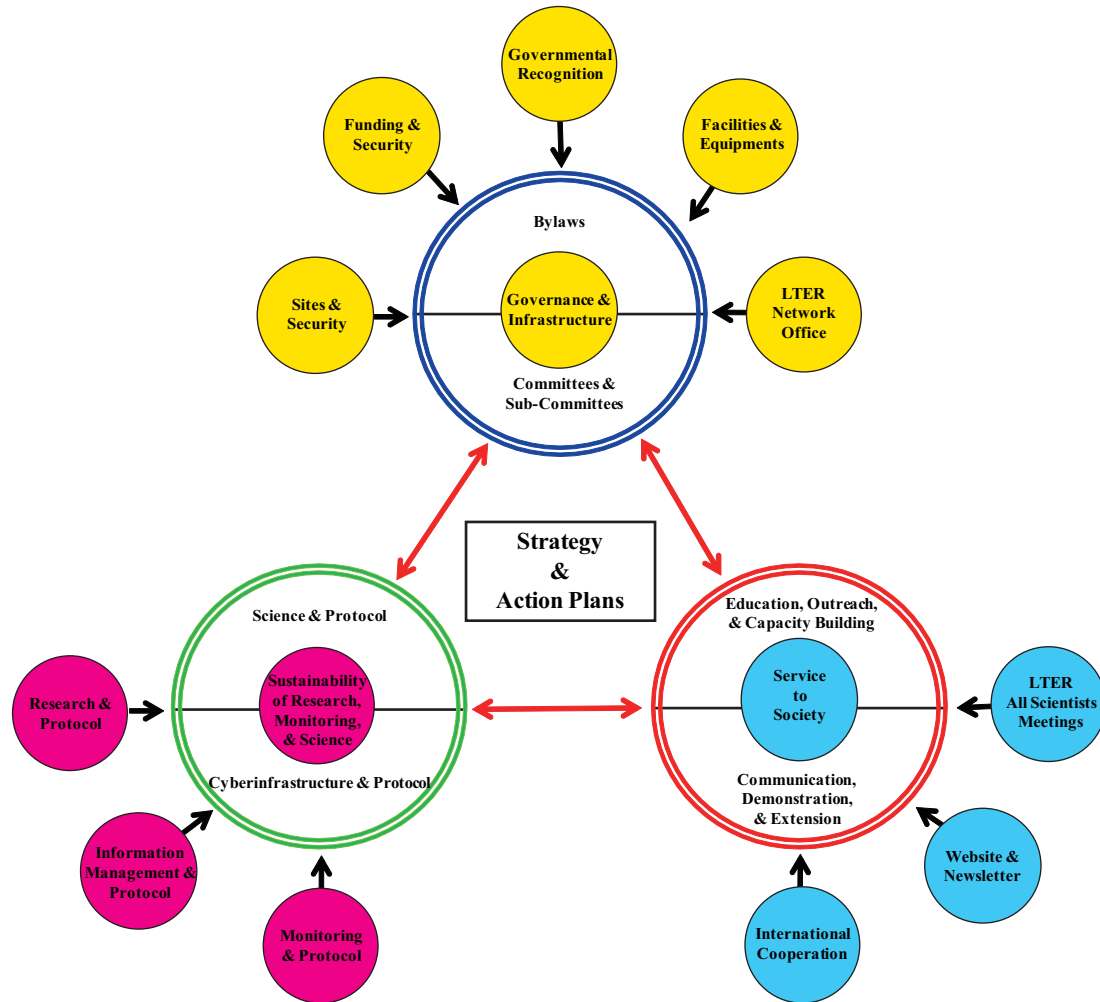 Governmental
Recognition
Funding &
Security
Facilities &
Equipments
Bylaws
Sites &
Security
Governance &
Infrastructure
LTER
Network
Office
Committees &
Sub-Committees
Strategy
&
Action Plans
Science & Protocol
Education, Outreach,
& Capacity Building
Research &
Protocol
Sustainability
of Research,
Monitoring,
& Science
Service
to
Society
LTER
All Scientists
Meetings
Cyberinfrastructure & Protocol
Communication,
Demonstration,
& Extension
Information
Management &
Protocol
Website &
Newsletter
Monitoring
& Protocol
International
Cooperation